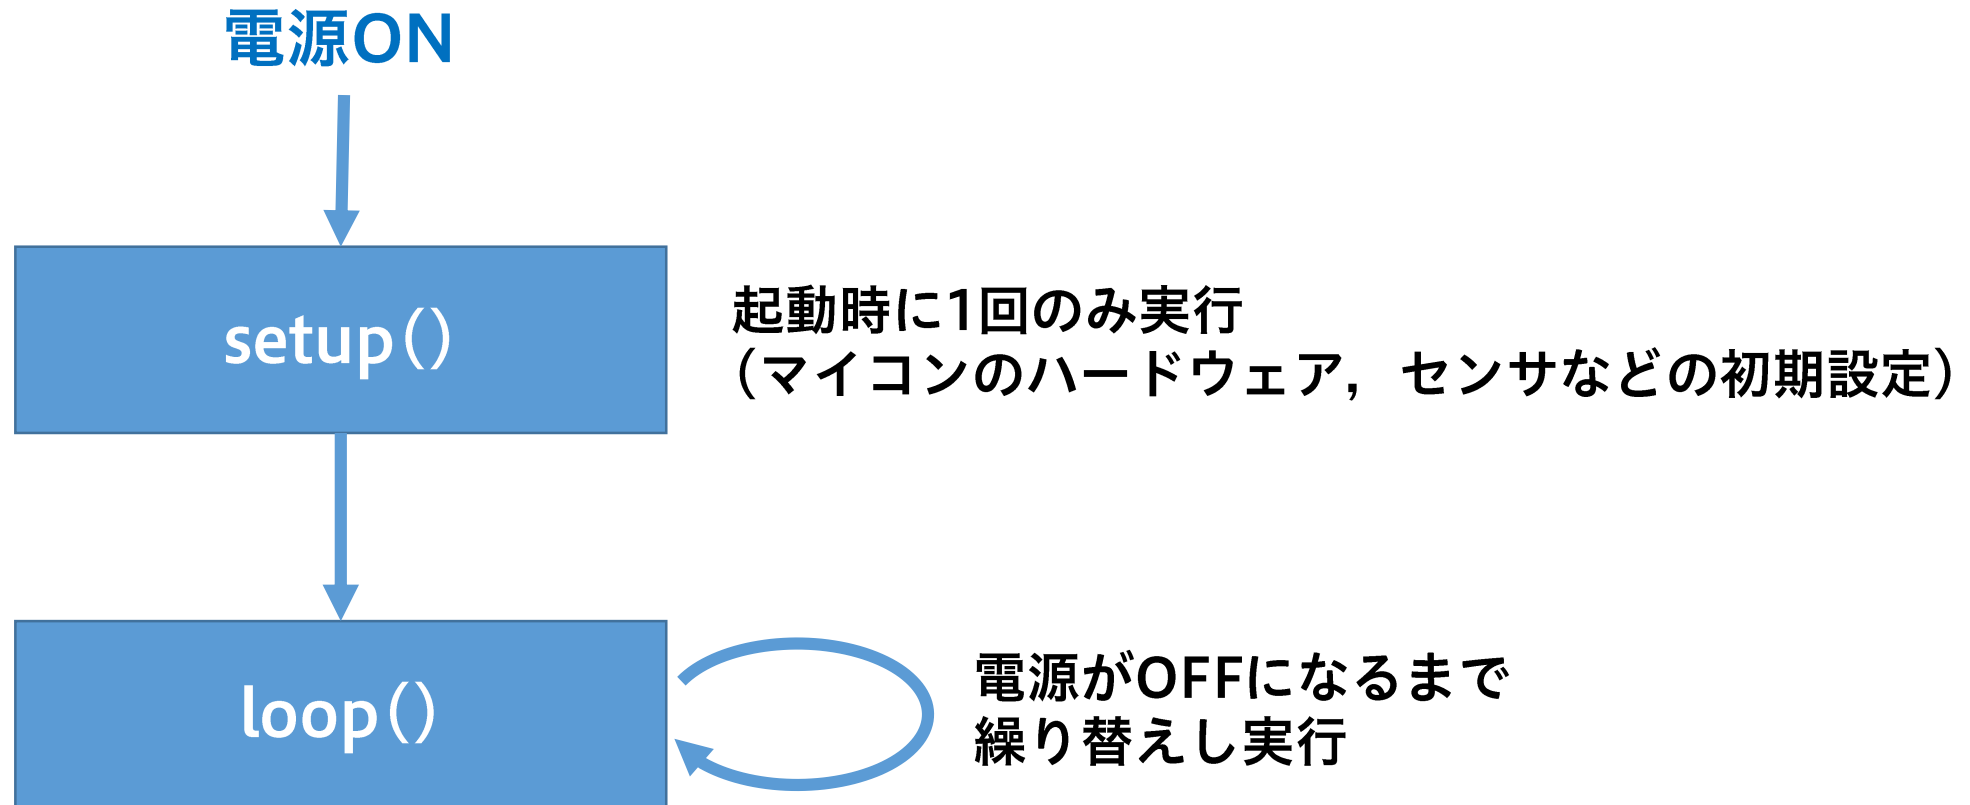 電源ON
setup()
起動時に1回のみ実行
（マイコンのハードウェア，センサなどの初期設定）
loop()
電源がOFFになるまで
繰り替えし実行